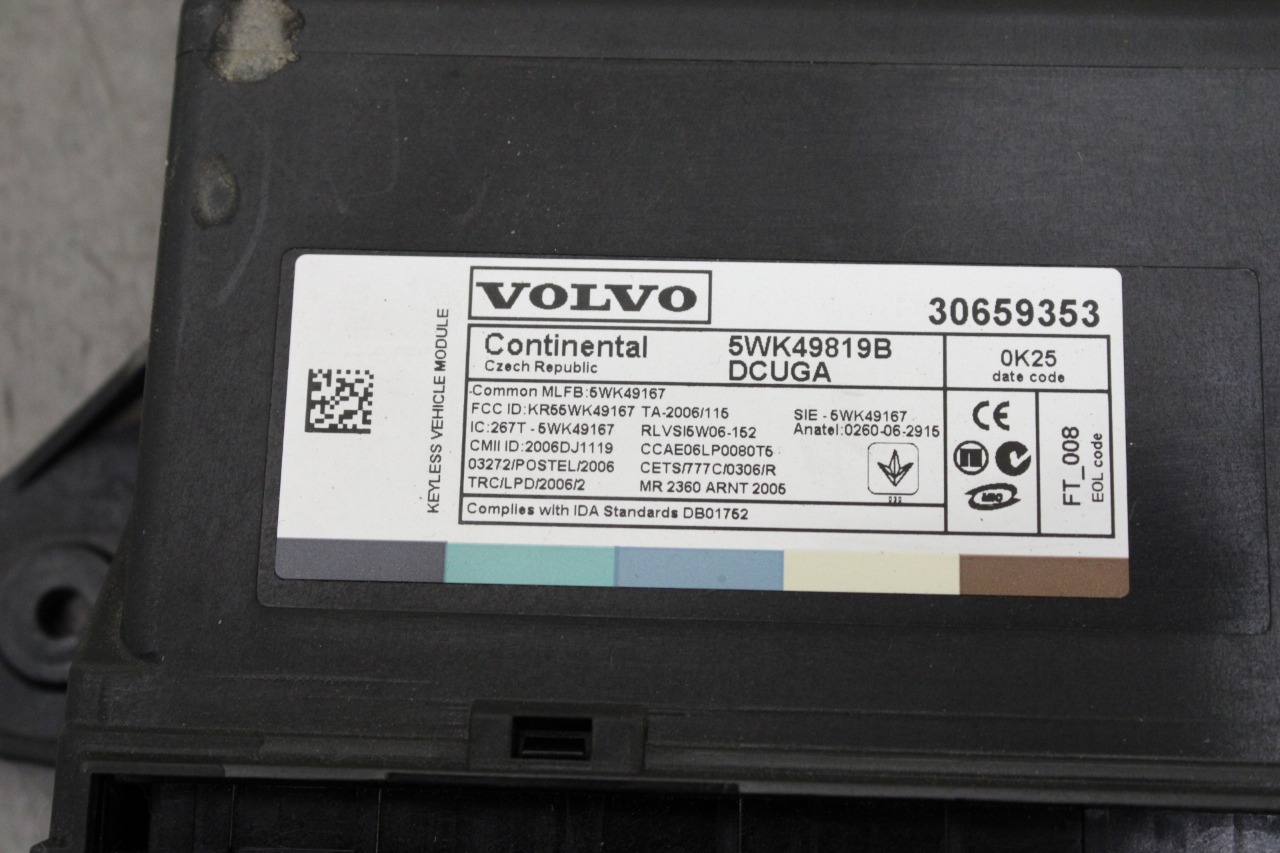 KEYLESS VEHICLE MODULE
VOLVO
30659353
Continental
Czech Republic
5WK49819B
DCUGA
0K25
date code
Common MLFB:5WK49167
FCC ID:KR55WK49167 TA-2006/115
SIE - 5WK49167
IC:267T - 5WK49167 RLVSI5W06-152
Anatel:0260-06-2915
CMII ID:2006DJ1119 CCAE06LP0080T5
03272/POSTEL/2006 CETS/777C/0306/R
TRC/LPD/2006/2 MR 2360 ARNT 2005
Complies with IDA Standards DB01752
CE
MIC
FT_008
EOL code